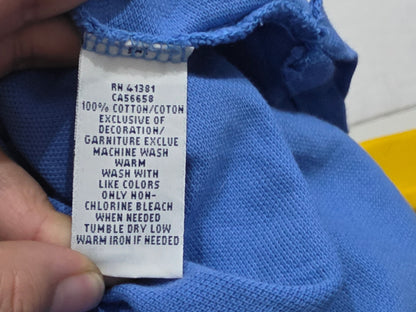 RN 41381
CA56658
100% COTTON/COTON
EXCLUSIVE OF
DECORATION/
GARNITURE EXCLUE
MACHINE WASH
WARM
WASH WITH
LIKE COLORS
ONLY NON-
CHLORINE BLEACH
WHEN NEEDED
TUMBLE DRY LOW
WARM IRON IF NEEDED